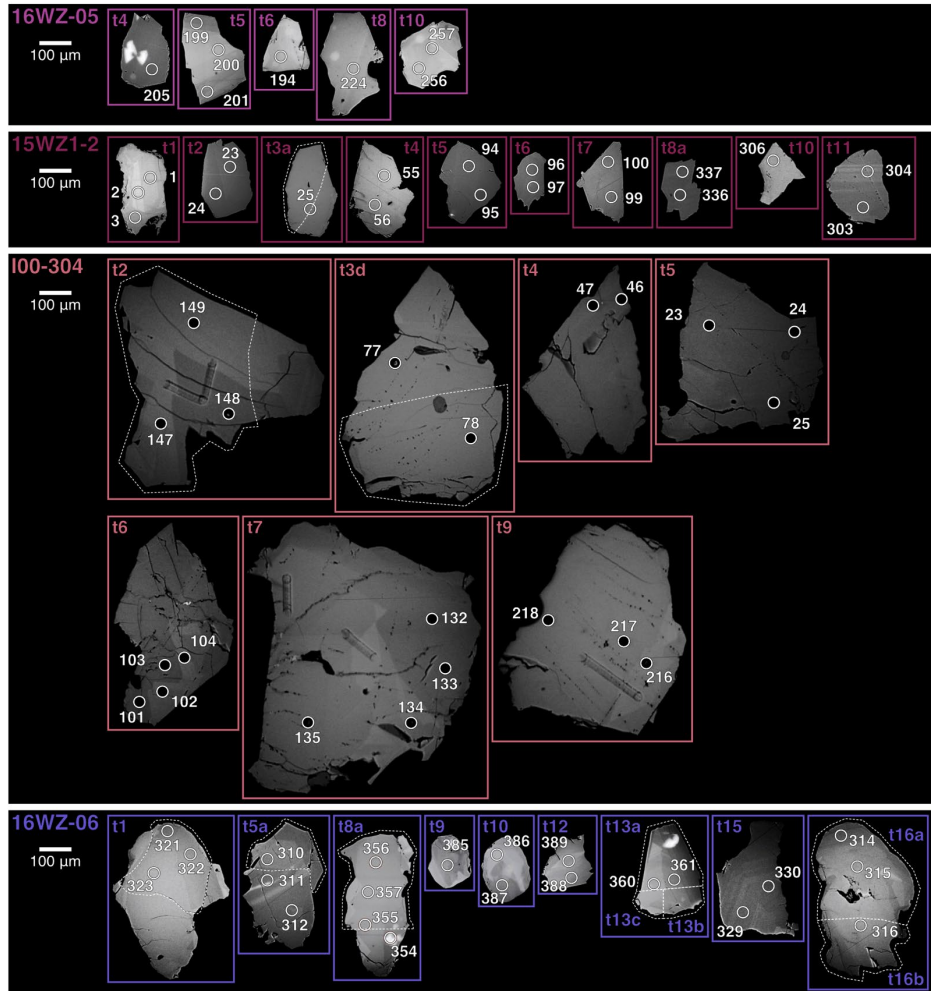 16WZ-05
100 µm
t4
205
t5
199
200
201
t6
194
t8
224
t10
257
256
15WZ1-2
100 µm
t1
1
2
3
t2
23
24
t3a
25
t4
55
56
t5
94
95
t6
96
97
t7
100
99
t8a
337
336
306
t10
t11
304
303
I00-304
100 µm
t2
149
148
147
t3d
77
78
t4
47
46
t5
23
24
25
t6
104
103
102
101
t7
132
133
134
135
t9
218
217
216
16WZ-06
100 µm
t1
321
322
323
t5a
310
311
312
t8a
356
357
355
354
t9
385
t10
386
387
t12
389
388
t13a
361
360
t13c
t13b
t15
330
329
314
t16a
315
316
t16b